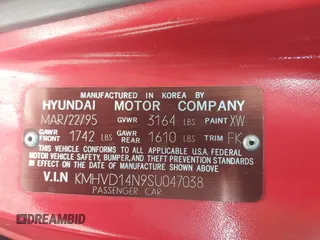 MANUFACTURED IN KOREA BY
HYUNDAI MOTOR COMPANY
MAR/22/95 GVWR 3164 LBS PAINT XW
GAWR FRONT 1742 LBS GAWR REAR 1610 LBS TRIM FK
THIS VEHICLE CONFORMS TO ALL APPLICABLE U.S. FEDERAL
MOTOR VEHICLE SAFETY, BUMPER, AND THEFT PREVENTION
STANDARDS IN EFFECT ON THE DATE OF MANUFACTURE SHOWN ABOVE.
V.I.N KMHVD14N9SU047038
PASSENGER CAR
DREAMBID